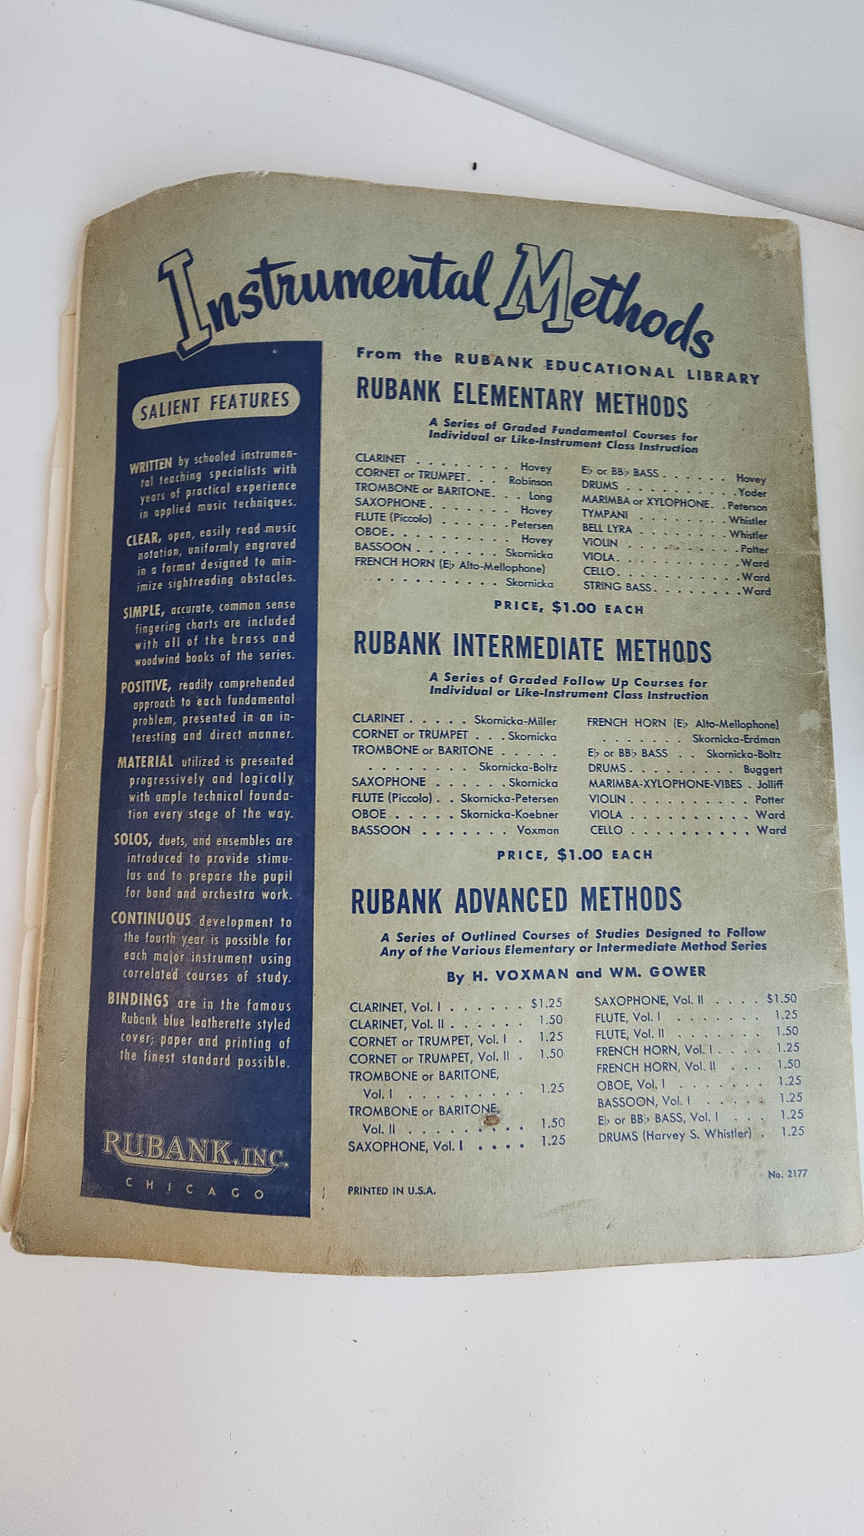 Instrumental Methods
From the RUBANK EDUCATIONAL LIBRARY
SALIENT FEATURES
WRITTEN by schooled instrumen-
tal teaching specialists with
years of practical experience
in applied music techniques.
CLEAR, open, easily read music
notation, uniformly engraved
in a format designed to min-
imize sightreading obstacles.
SIMPLE, accurate, common sense
fingering charts are included
with all of the brass and
woodwind books of the series.
POSITIVE, readily comprehended
approach to each fundamental
problem, presented in an in-
teresting and direct manner.
MATERIAL utilized is presented
progressively and logically
with ample technical founda-
tion every stage of the way.
SOLOS, duets, and ensembles are
introduced to provide stimu-
lus and to prepare the pupil
for band and orchestra work.
CONTINUOUS development to
the fourth year is possible for
each major instrument using
correlated courses of study.
BINDINGS are in the famous
Rubank blue leatherette styled
cover; paper and printing of
the finest standard possible.
RUBANK, INC.
CHICAGO
RUBANK ELEMENTARY METHODS
A Series of Graded Fundamental Courses for
Individual or Like-Instrument Class Instruction
CLARINET . . . . . . . . Hovey
CORNET or TRUMPET. . . Robinson
TROMBONE or BARITONE. . . Long
SAXOPHONE. . . . . . . . Hovey
FLUTE (Piccolo) . . . . . . Petersen
OBOE. . . . . . . . . . Hovey
BASSOON . . . . . . . Skornicka
FRENCH HORN (E♭ Alto-Mellophone)
. . . . . . . . . . Skornicka
E♭ or BB♭ BASS . . . . . . Hovey
DRUMS . . . . . . . . . Yoder
MARIMBA or XYLOPHONE. . Peterson
TYMPANI . . . . . . . Whistler
BELL LYRA . . . . . . . Whistler
VIOLIN . . . . . . . . . Potter
VIOLA. . . . . . . . . . Ward
CELLO. . . . . . . . . . Ward
STRING BASS. . . . . . . . Ward
PRICE, $1.00 EACH
RUBANK INTERMEDIATE METHODS
A Series of Graded Follow Up Courses for
Individual or Like-Instrument Class Instruction
CLARINET . . . . . Skornicka-Miller
CORNET or TRUMPET . . . Skornicka
TROMBONE or BARITONE . . . . .
. . . . . . . . Skornicka-Boltz
SAXOPHONE . . . . . . Skornicka
FLUTE (Piccolo) . . Skornicka-Petersen
OBOE . . . . . Skornicka-Koebner
BASSOON . . . . . . . Voxman
FRENCH HORN (E♭ Alto-Mellophone)
. . . . . . . Skornicka-Erdman
E♭ or BB♭ BASS . . Skornicka-Boltz
DRUMS. . . . . . . . . Buggert
MARIMBA-XYLOPHONE-VIBES . Jolliff
VIOLIN . . . . . . . . . . Potter
VIOLA . . . . . . . . . . Ward
CELLO . . . . . . . . . . Ward
PRICE, $1.00 EACH
RUBANK ADVANCED METHODS
A Series of Outlined Courses of Studies Designed to Follow
Any of the Various Elementary or Intermediate Method Series
By H. VOXMAN and WM. GOWER
CLARINET, Vol. I . . . . . . $1.25
CLARINET, Vol. II . . . . . . 1.50
CORNET or TRUMPET, Vol. I . 1.25
CORNET or TRUMPET, Vol. II . 1.50
TROMBONE or BARITONE,
Vol. I . . . . . . . . . 1.25
TROMBONE or BARITONE,
Vol. II . . . . . . . . . 1.50
SAXOPHONE, Vol. I . . . . 1.25
SAXOPHONE, Vol. II . . . . $1.50
FLUTE, Vol. I . . . . . . . 1.25
FLUTE, Vol. II . . . . . . . 1.50
FRENCH HORN, Vol. I. . . . 1.25
FRENCH HORN, Vol. II . . . 1.50
OBOE, Vol. I . . . . . . . 1.25
BASSOON, Vol. I . . . . . 1.25
E♭ or BB♭ BASS, Vol. I . . . 1.25
DRUMS (Harvey S. Whistler) . 1.25
PRINTED IN U.S.A.
No. 2177